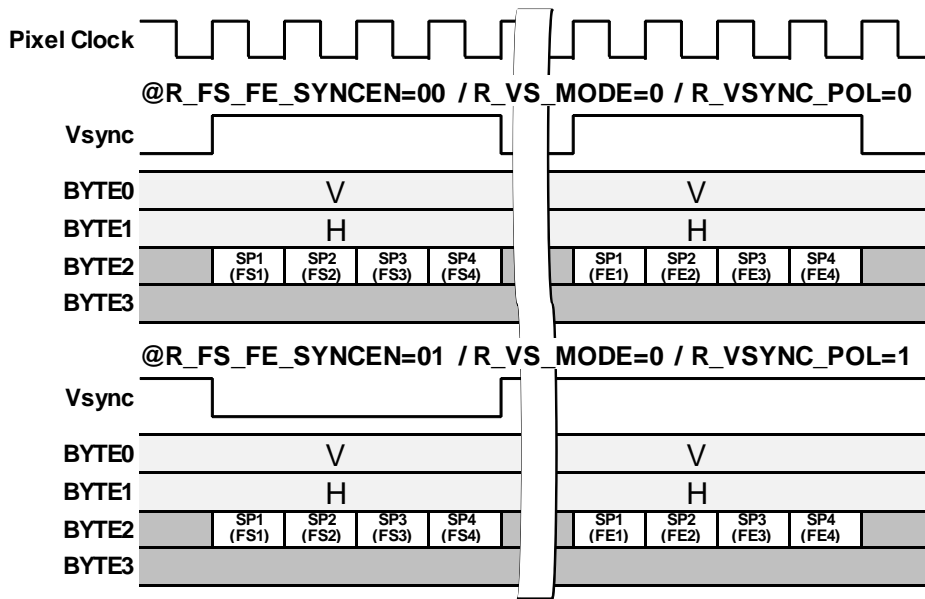 Pixel Clock
@R_FS_FE_SYNCEN=00 / R_VS_MODE=0 / R_VSYNC_POL=0
Vsync
BYTE0 V V
BYTE1 H H
BYTE2 SP1 (FS1) SP2 (FS2) SP3 (FS3) SP4 (FS4) SP1 (FE1) SP2 (FE2) SP3 (FE3) SP4 (FE4)
BYTE3
@R_FS_FE_SYNCEN=01 / R_VS_MODE=0 / R_VSYNC_POL=1
Vsync
BYTE0 V V
BYTE1 H H
BYTE2 SP1 (FS1) SP2 (FS2) SP3 (FS3) SP4 (FS4) SP1 (FE1) SP2 (FE2) SP3 (FE3) SP4 (FE4)
BYTE3